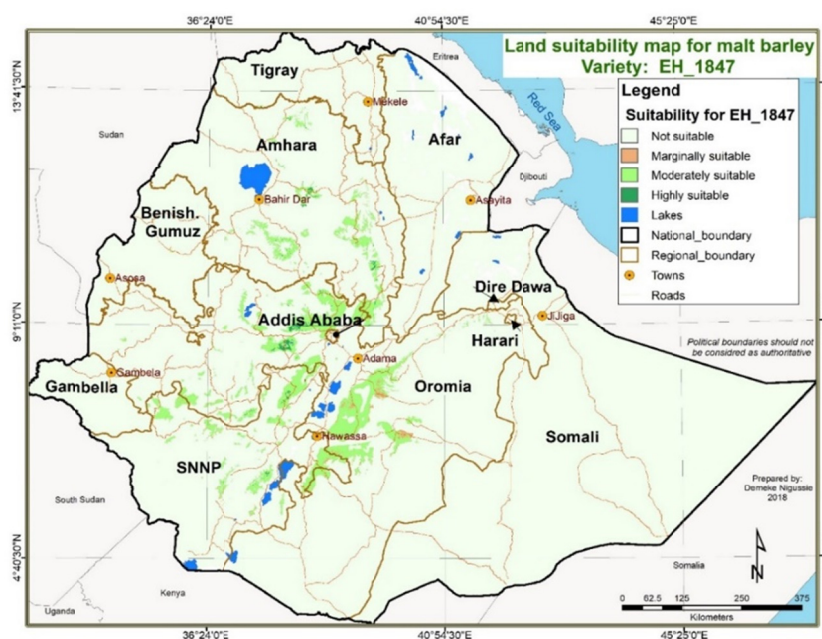 36°24'0"E
40°54'30"E
45°25'0"E
Land suitability map for malt barley
Variety: EH_1847
Legend
Suitability for EH_1847
Not suitable
Marginally suitable
Moderately suitable
Highly suitable
Lakes
National_boundary
Regional_boundary
Towns
Roads
Eritrea
Red Sea
Tigray
13°41'30"N
Mekele
Sudan
Amhara
Afar
Djibouti
Bahir Dar
Asayita
Benish.
Gumuz
Asosa
Dire Dawa
9°11'0"N
Addis Ababa
JiJiga
Harari
Political boundaries should not
be considred as authoritative
Adama
Gambella
Gambela
Oromia
Hawassa
Somali
SNNP
Prepared by:
Demeke Nigussie
2018
South Sudan
4°40'30"N
N
Somalia
Kenya
Uganda
0 62.5 125 250 375
Kilometers
36°24'0"E
40°54'30"E
45°25'0"E